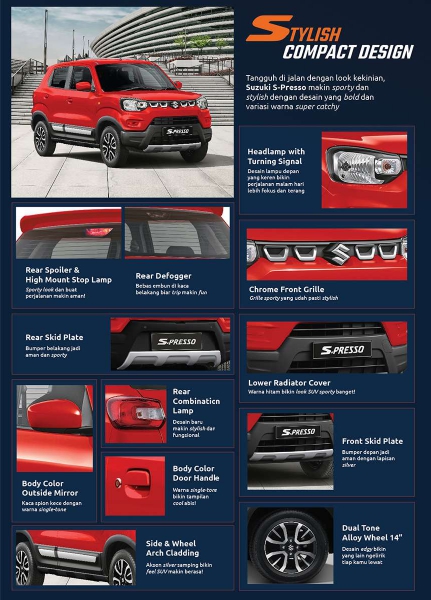 STYLISH
COMPACT DESIGN
Tangguh di jalan dengan look kekinian,
Suzuki S-Presso makin sporty dan
stylish dengan desain yang bold dan
variasi warna super catchy
S-PRESSO
Headlamp with
Turning Signal
Desain lampu depan
yang keren bikin
perjalanan malam hari
lebih fokus dan terang
Rear Spoiler &
High Mount Stop Lamp
Sporty look dan buat
perjalanan makin aman!
Rear Defogger
Bebas embun di kaca
belakang biar trip makin fun
Chrome Front Grille
Grille sporty yang udah pasti stylish
Rear Skid Plate
Bumper belakang jadi
aman dan sporty
S-PRESSO
S-PRESSO
Lower Radiator Cover
Warna hitam bikin look SUV sporty banget!
Rear
Combination
Lamp
Desain baru
makin stylish dan
fungsional
Body Color
Outside Mirror
Kaca spion kece dengan
warna single-tone
Body Color
Door Handle
Warna single-tone
bikin tampilan
cool abis!
S-PRESSO
Front Skid Plate
Bumper depan jadi
aman dengan lapisan
silver
Side & Wheel
Arch Cladding
Aksen silver samping bikin
feel SUV makin berasa!
Dual Tone
Alloy Wheel 14"
Desain edgy bikin
yang lain ngelirik
tiap kamu lewat